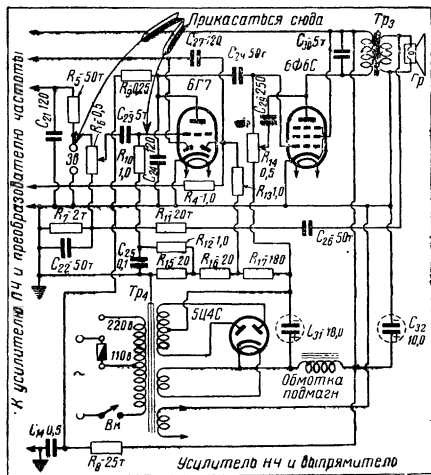 Прикасаться сюда
Тр3
C27-120
C24 50т
C30-5т
R5-50т
R9 0,25
6Г7
6Ф6С
Гр
C21 120
R6-0,5
C23 5т
C29 250
Зв
R10
1,0
120
R14
0,5
R4-1,0
R13 1,0
R7-2т
R11 20т
C22-50т
R12-1,0
C26-50т
C25
0,1
R15-20
R16-20
R17-180
Тр4
5Ц4С
220в
110в
~
Вк
C31-18,0
C32
10,0
Обмотка
подмагн
0,5
R8-25т
Усилитель НЧ и выпрямитель
К усилителю ПЧ и преобразователю частоты